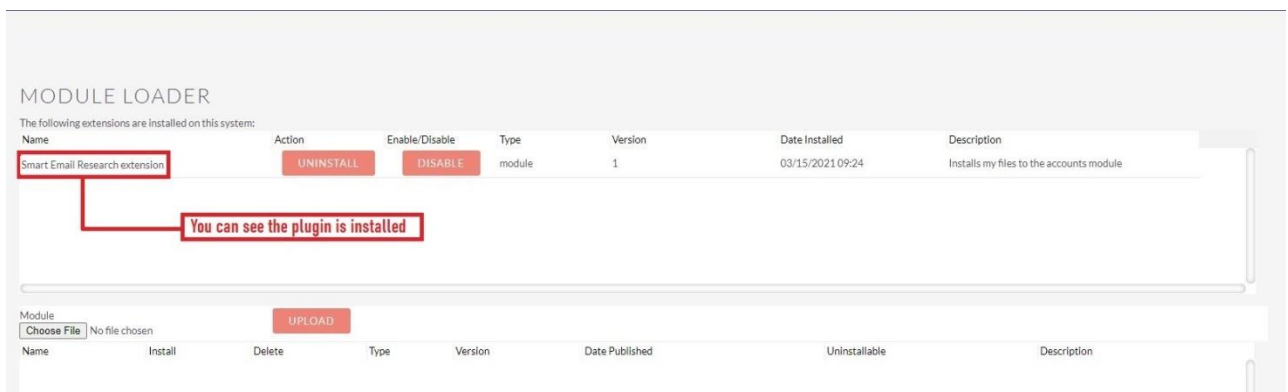 MODULE LOADER
The following extensions are installed on this system:
Name Action Enable/Disable Type Version Date Installed Description
Smart Email Research extension UNINSTALL DISABLE module 1 03/15/2021 09:24 Installs my files to the accounts module
You can see the plugin is installed
Module
Choose File No file chosen UPLOAD
Name Install Delete Type Version Date Published Uninstallable Description